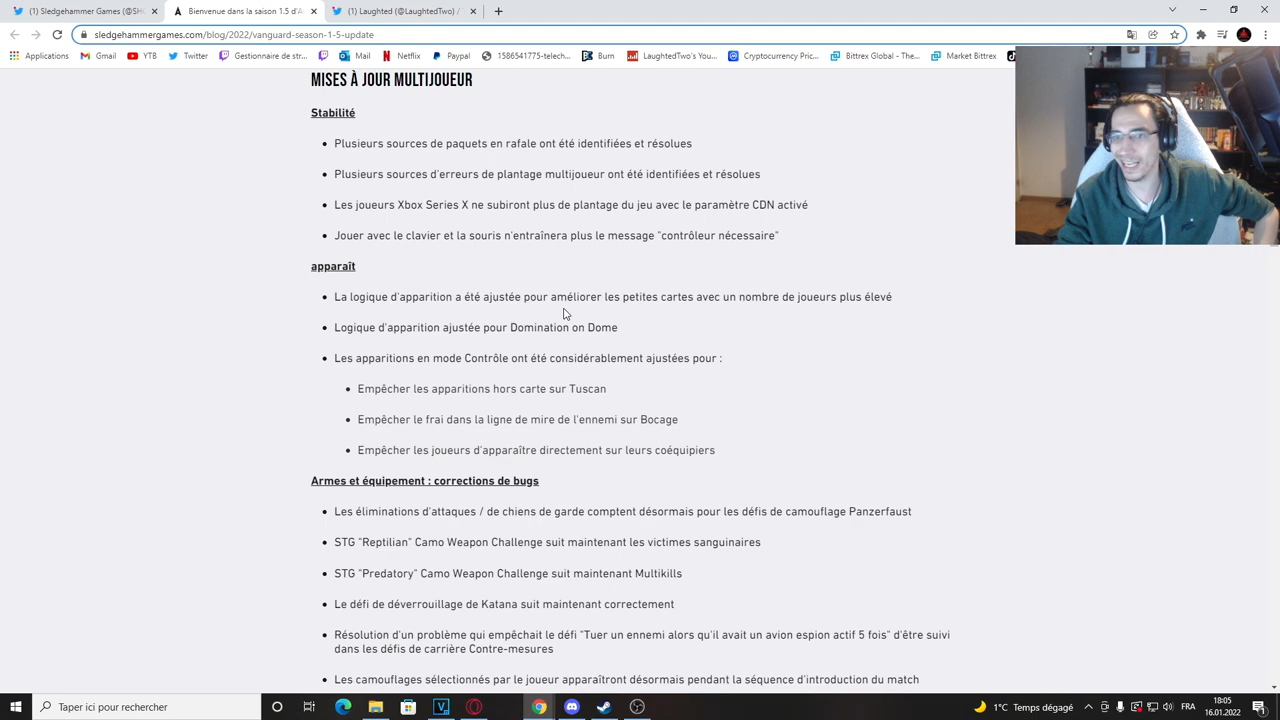 (1) Sledgehammer Games (@SHG
Bienvenue dans la saison 1.5 d'A
(1) Laughted (@LaughtedTwo) /
sledgehammergames.com/blog/2022/vanguard-season-1-5-update
Applications
Gmail
YTB
Twitter
Gestionnaire de str...
Mail
Netflix
Paypal
1586541775-telech...
Burn
LaughtedTwo's You...
Cryptocurrency Pric...
Bittrex Global - The...
Market Bittrex
MISES À JOUR MULTIJOUEUR
Stabilité
Plusieurs sources de paquets en rafale ont été identifiées et résolues
Plusieurs sources d'erreurs de plantage multijoueur ont été identifiées et résolues
Les joueurs Xbox Series X ne subiront plus de plantage du jeu avec le paramètre CDN activé
Jouer avec le clavier et la souris n'entraînera plus le message "contrôleur nécessaire"
apparaît
La logique d'apparition a été ajustée pour améliorer les petites cartes avec un nombre de joueurs plus élevé
Logique d'apparition ajustée pour Domination on Dome
Les apparitions en mode Contrôle ont été considérablement ajustées pour :
Empêcher les apparitions hors carte sur Tuscan
Empêcher le frai dans la ligne de mire de l'ennemi sur Bocage
Empêcher les joueurs d'apparaître directement sur leurs coéquipiers
Armes et équipement : corrections de bugs
Les éliminations d'attaques / de chiens de garde comptent désormais pour les défis de camouflage Panzerfaust
STG "Reptilian" Camo Weapon Challenge suit maintenant les victimes sanguinaires
STG "Predatory" Camo Weapon Challenge suit maintenant Multikills
Le défi de déverrouillage de Katana suit maintenant correctement
Résolution d'un problème qui empêchait le défi "Tuer un ennemi alors qu'il avait un avion espion actif 5 fois" d'être suivi
dans les défis de carrière Contre-mesures
Les camouflages sélectionnés par le joueur apparaîtront désormais pendant la séquence d'introduction du match
Taper ici pour rechercher
1°C Temps dégagé
FRA
18:05
16.01.2022